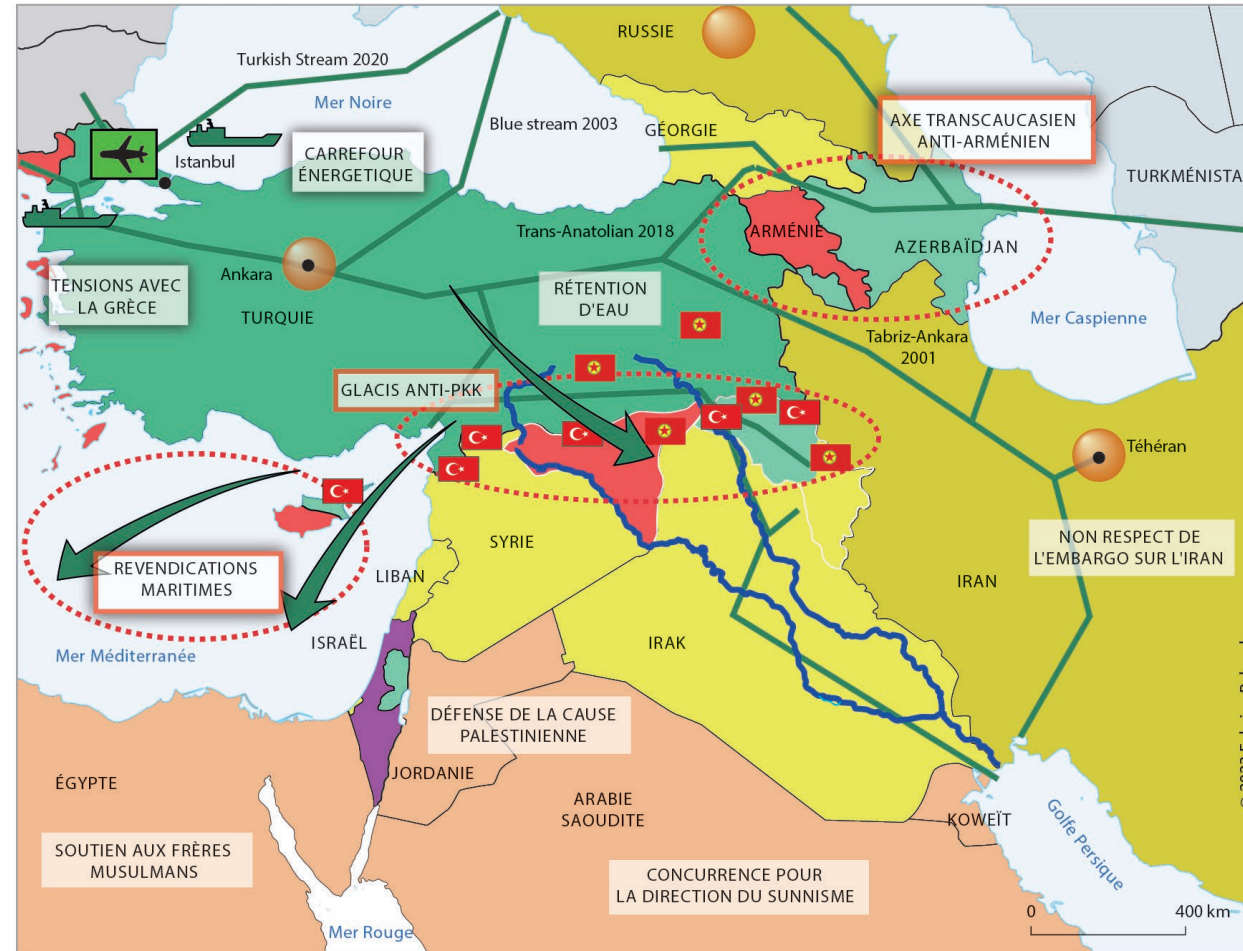 RUSSIE
Turkish Stream 2020
Mer Noire
Blue stream 2003
GÉORGIE
AXE TRANSCAUCASIEN
ANTI-ARMÉNIEN
Istanbul
CARREFOUR
ÉNERGETIQUE
TURKMÉNISTA
Trans-Anatolian 2018
ARMÉNIE
AZERBAÏDJAN
Ankara
TENSIONS AVEC
LA GRÈCE
TURQUIE
RÉTENTION
D'EAU
Mer Caspienne
Tabriz-Ankara
2001
GLACIS ANTI-PKK
Téhéran
NON RESPECT DE
L'EMBARGO SUR L'IRAN
SYRIE
REVENDICATIONS
MARITIMES
LIBAN
IRAN
ISRAËL
IRAK
Mer Méditerranée
DÉFENSE DE LA CAUSE
PALESTINIENNE
JORDANIE
ÉGYPTE
ARABIE
SAOUDITE
KOWEÏT
Golfe Persique
SOUTIEN AUX FRÈRES
MUSULMANS
CONCURRENCE POUR
LA DIRECTION DU SUNNISME
0 400 km
Mer Rouge